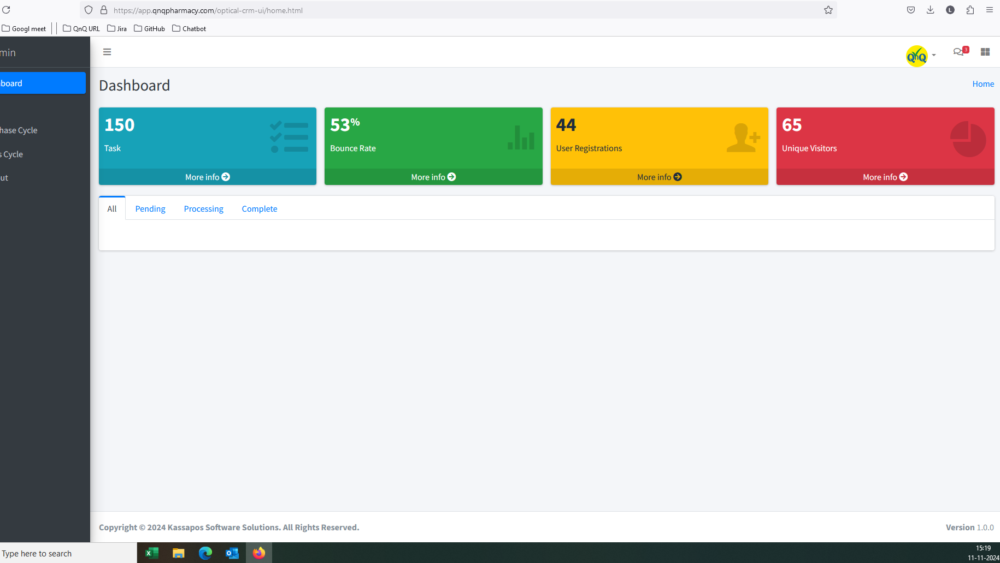 https://app.qnqpharmacy.com/optical-crm-ui/home.html
Googl meet QnQ URL Jira GitHub Chatbot
min
QnQ
3
board
Dashboard
Home
hase Cycle
s Cycle
ut
150
Task
More info
53%
Bounce Rate
More info
44
User Registrations
More info
65
Unique Visitors
More info
All Pending Processing Complete
Copyright © 2024 Kassapos Software Solutions. All Rights Reserved.
Version 1.0.0
Type here to search
15:19
11-11-2024